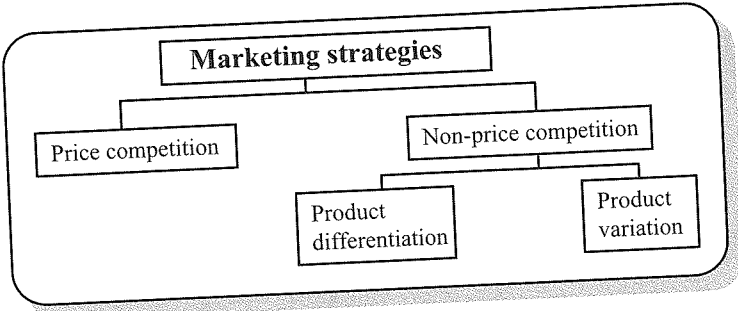 Marketing strategies
Price competition
Non-price competition
Product
differentiation
Product
variation